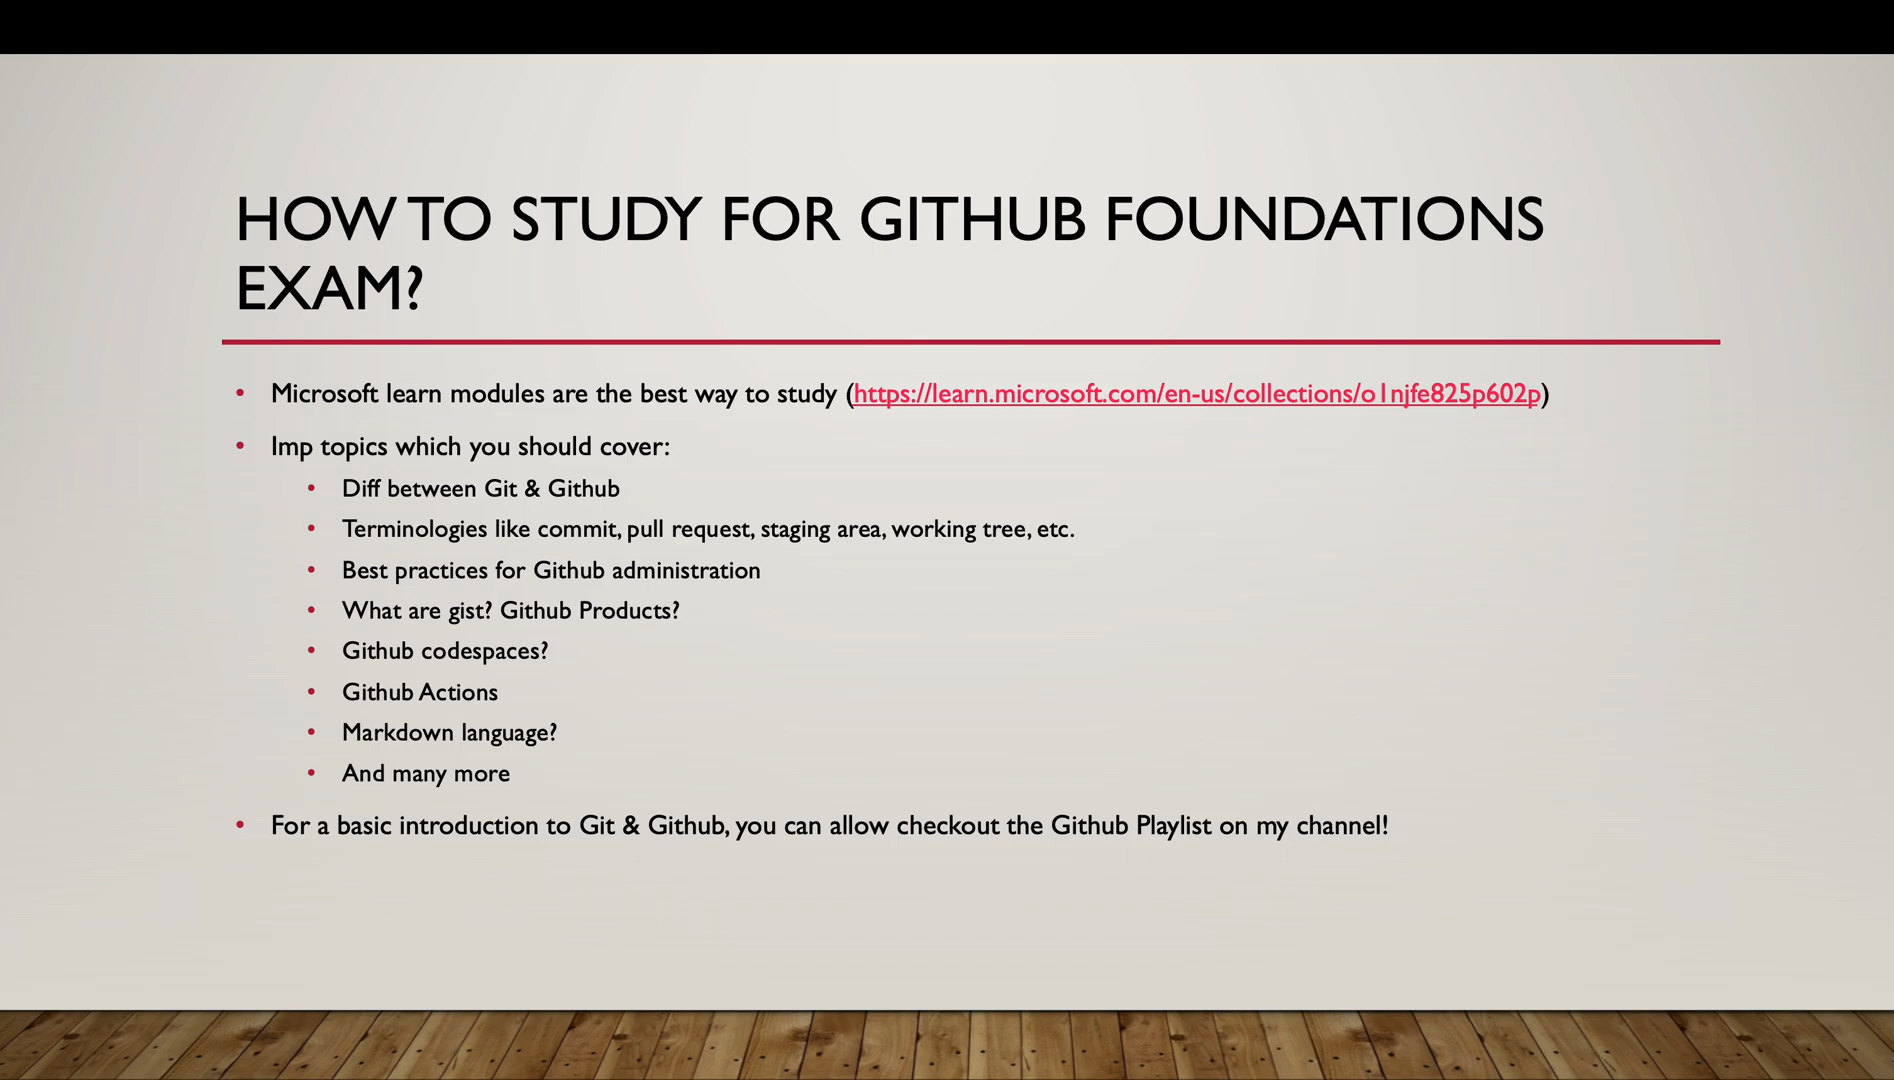 HOW TO STUDY FOR GITHUB FOUNDATIONS
EXAM?
• Microsoft learn modules are the best way to study (https://learn.microsoft.com/en-us/collections/o1njfe825p602p)
• Imp topics which you should cover:
• Diff between Git & Github
• Terminologies like commit, pull request, staging area, working tree, etc.
• Best practices for Github administration
• What are gist? Github Products?
• Github codespaces?
• Github Actions
• Markdown language?
• And many more
• For a basic introduction to Git & Github, you can allow checkout the Github Playlist on my channel!